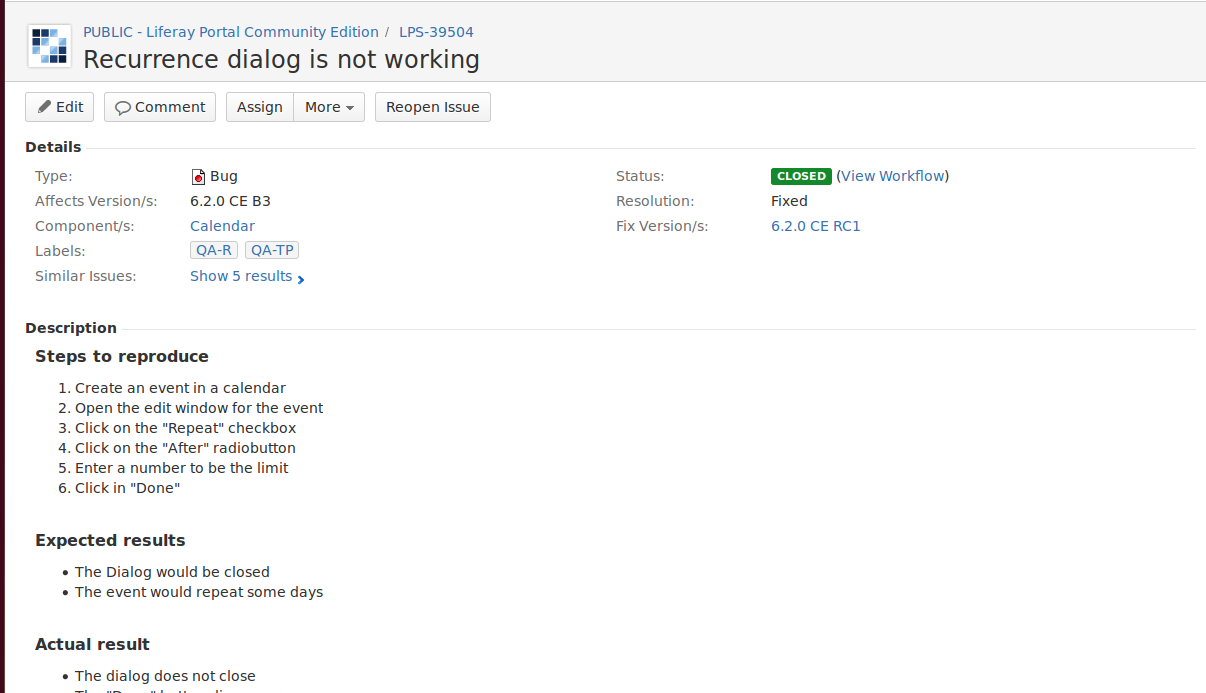 PUBLIC - Liferay Portal Community Edition / LPS-39504
Recurrence dialog is not working
Edit Comment Assign More Reopen Issue
Details
Type: Bug Status: CLOSED (View Workflow)
Affects Version/s: 6.2.0 CE B3 Resolution: Fixed
Component/s: Calendar Fix Version/s: 6.2.0 CE RC1
Labels: QA-R QA-TP
Similar Issues: Show 5 results
Description
Steps to reproduce
1. Create an event in a calendar
2. Open the edit window for the event
3. Click on the "Repeat" checkbox
4. Click on the "After" radiobutton
5. Enter a number to be the limit
6. Click in "Done"
Expected results
• The Dialog would be closed
• The event would repeat some days
Actual result
• The dialog does not close